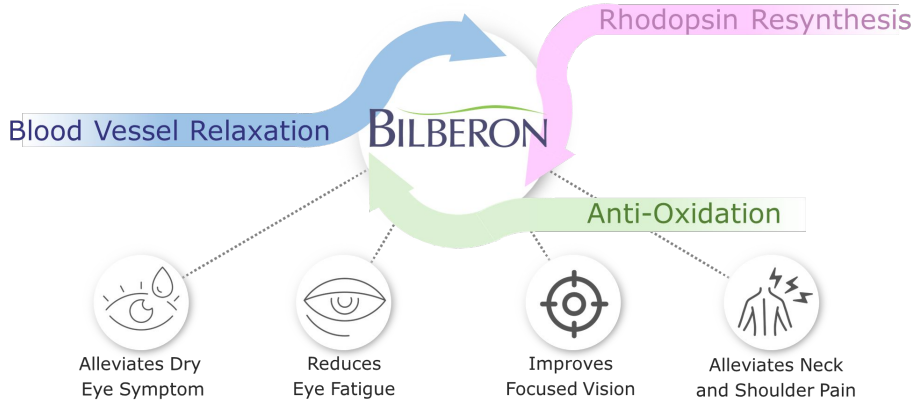 Rhodopsin Resynthesis
Blood Vessel Relaxation
BILBERON
Anti-Oxidation
Alleviates Dry
Eye Symptom
Reduces
Eye Fatigue
Improves
Focused Vision
Alleviates Neck
and Shoulder Pain